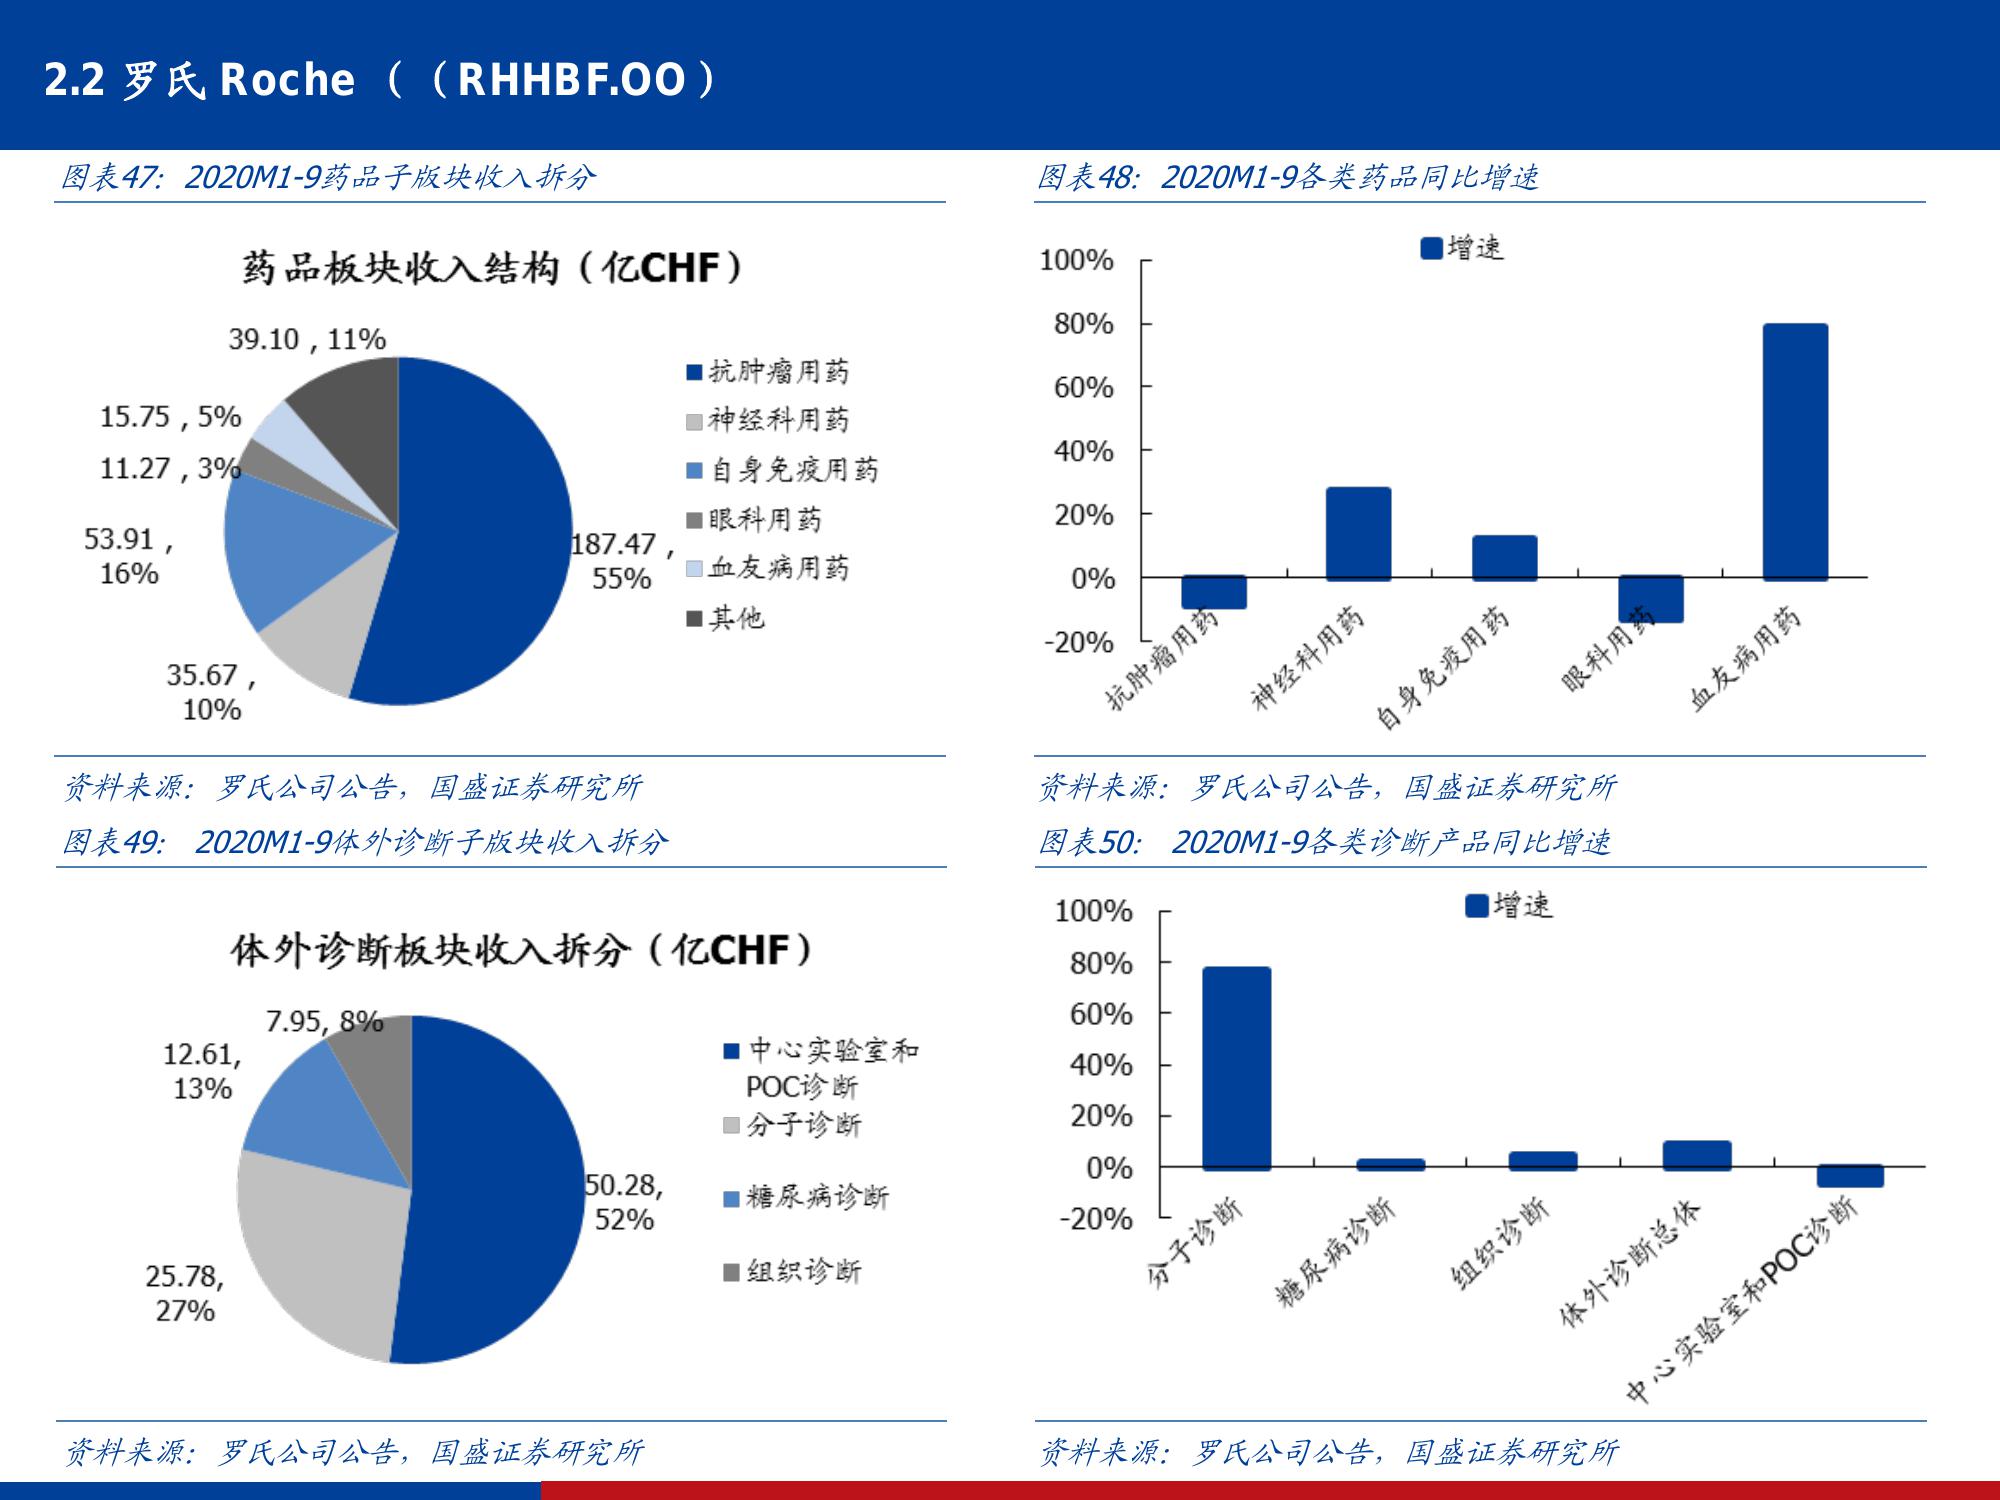 2.2 罗氏 Roche（（RHHBF.OO）
图表47：2020M1-9药品子版块收入拆分
药品板块收入结构（亿CHF）
39.10 , 11%
15.75 , 5%
11.27 , 3%
53.91 ,
16%
35.67 ,
10%
187.47 ,
55%
抗肿瘤用药
神经科用药
自身免疫用药
眼科用药
血友病用药
其他
资料来源：罗氏公司公告，国盛证券研究所
图表48：2020M1-9各类药品同比增速
增速
100%
80%
60%
40%
20%
0%
-20%
抗肿瘤用药
神经科用药
自身免疫用药
眼科用药
血友病用药
资料来源：罗氏公司公告，国盛证券研究所
图表49： 2020M1-9体外诊断子版块收入拆分
体外诊断板块收入拆分（亿CHF）
7.95, 8%
12.61,
13%
25.78,
27%
50.28,
52%
中心实验室和
POC诊断
分子诊断
糖尿病诊断
组织诊断
资料来源：罗氏公司公告，国盛证券研究所
图表50： 2020M1-9各类诊断产品同比增速
增速
100%
80%
60%
40%
20%
0%
-20%
分子诊断
糖尿病诊断
组织诊断
体外诊断总体
中心实验室和POC诊断
资料来源：罗氏公司公告，国盛证券研究所